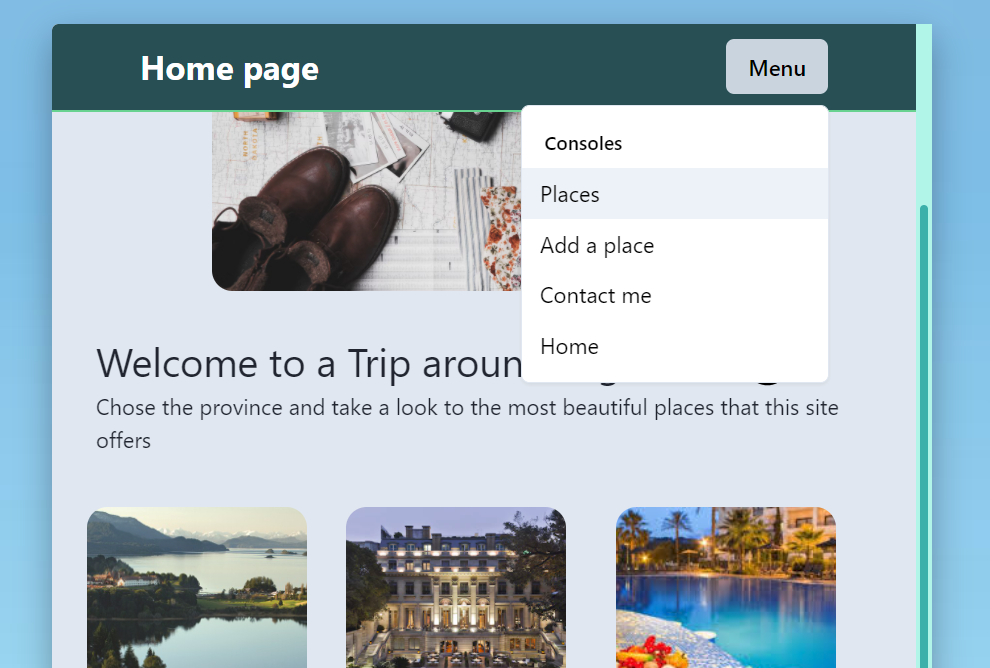 Home page
Menu
Consoles
Places
Add a place
Contact me
Home
Welcome to a Trip aroun
Chose the province and take a look to the most beautiful places that this site
offers